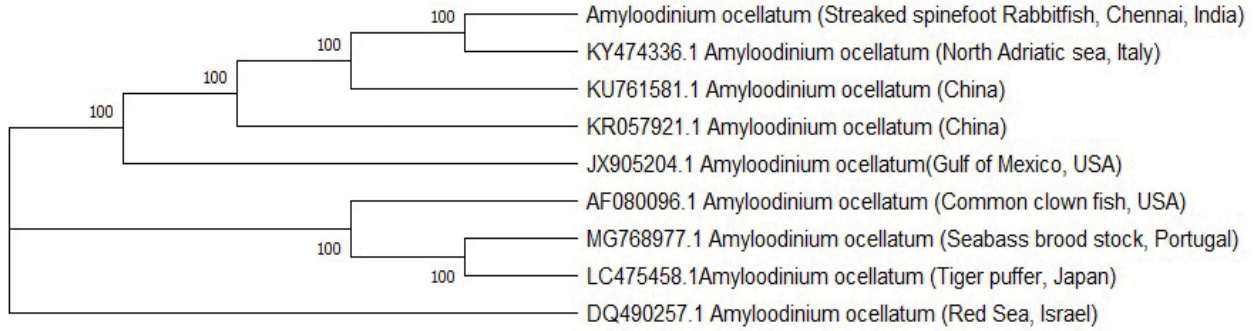 100
Amyloodinium ocellatum (Streaked spinefoot Rabbitfish, Chennai, India)
100
KY474336.1 Amyloodinium ocellatum (North Adriatic sea, Italy)
100
KU761581.1 Amyloodinium ocellatum (China)
100
KR057921.1 Amyloodinium ocellatum (China)
JX905204.1 Amyloodinium ocellatum(Gulf of Mexico, USA)
AF080096.1 Amyloodinium ocellatum (Common clown fish, USA)
100
MG768977.1 Amyloodinium ocellatum (Seabass brood stock, Portugal)
100
LC475458.1Amyloodinium ocellatum (Tiger puffer, Japan)
DQ490257.1 Amyloodinium ocellatum (Red Sea, Israel)